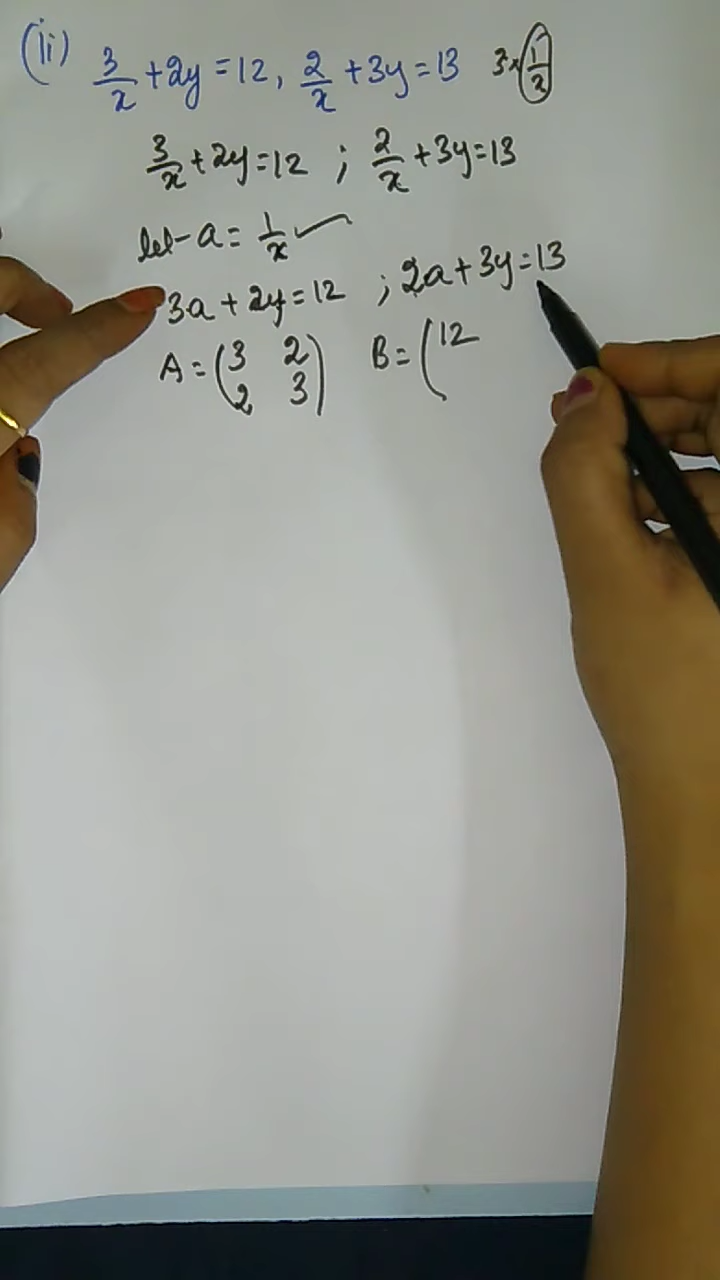 (ii) 3/x + 2y = 12, 2/x + 3y = 13 3×1/x
3/x + 2y = 12 ; 2/x + 3y = 13
let a = 1/x ✓
3a + 2y = 12 ; 2a + 3y = 13
A = (3 2 B = (12
2 3)